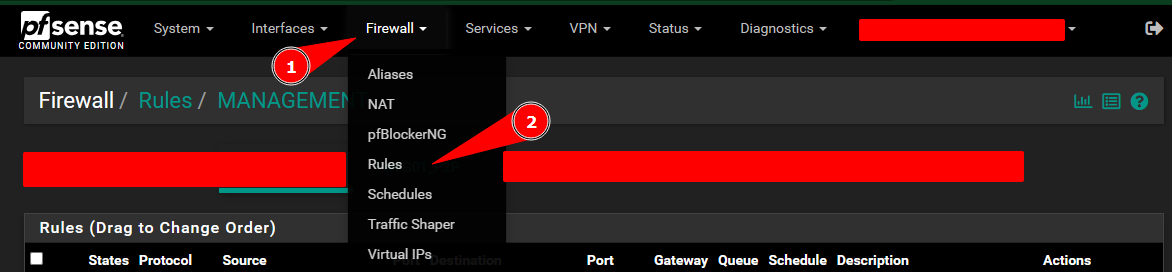 pfsense
COMMUNITY EDITION
System Interfaces Firewall Services VPN Status Diagnostics
1
Aliases
Firewall / Rules / MANAGEMENT
NAT
pfBlockerNG
2
Rules
Schedules
Traffic Shaper
Rules (Drag to Change Order)
Virtual IPs
States Protocol Source Port Destination Port Gateway Queue Schedule Description Actions